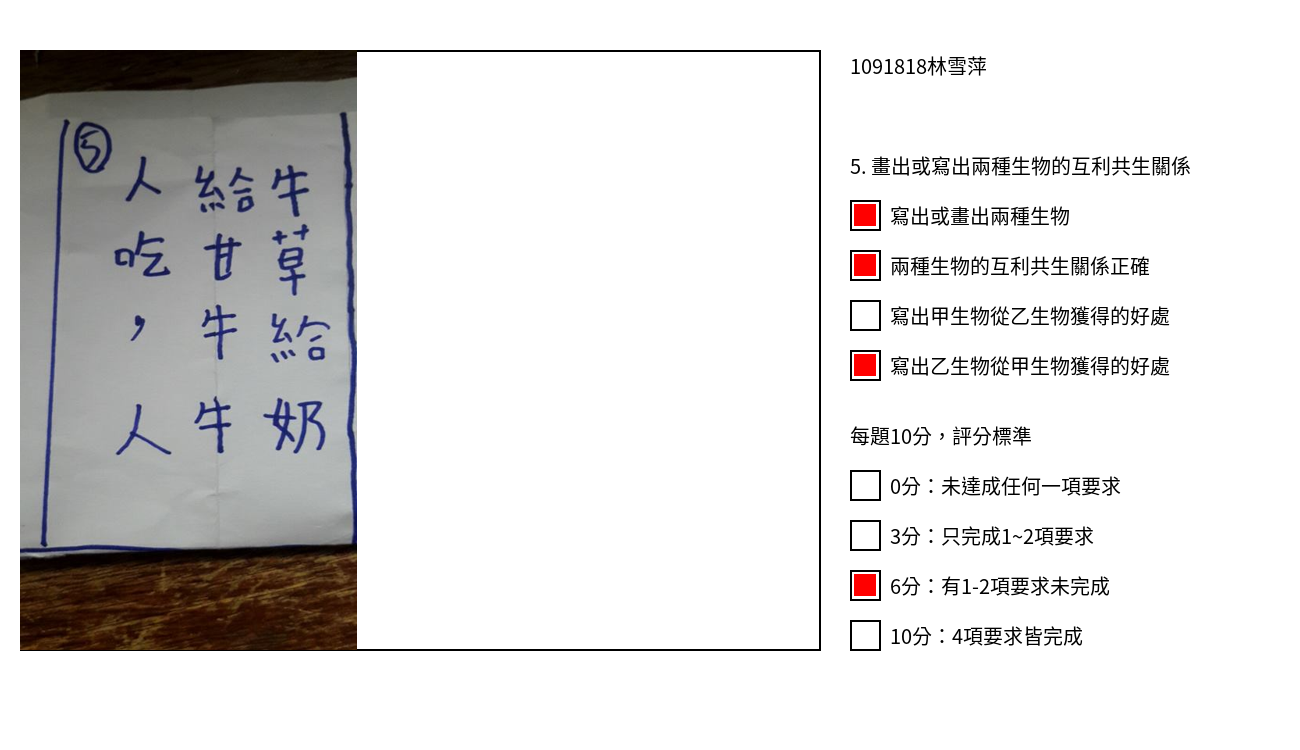 ⑤
人給牛
吃甘草
，牛給
人牛奶
1091818林雪萍
5. 畫出或寫出兩種生物的互利共生關係
寫出或畫出兩種生物
兩種生物的互利共生關係正確
寫出甲生物從乙生物獲得的好處
寫出乙生物從甲生物獲得的好處
每題10分，評分標準
0分：未達成任何一項要求
3分：只完成1~2項要求
6分：有1-2項要求未完成
10分：4項要求皆完成